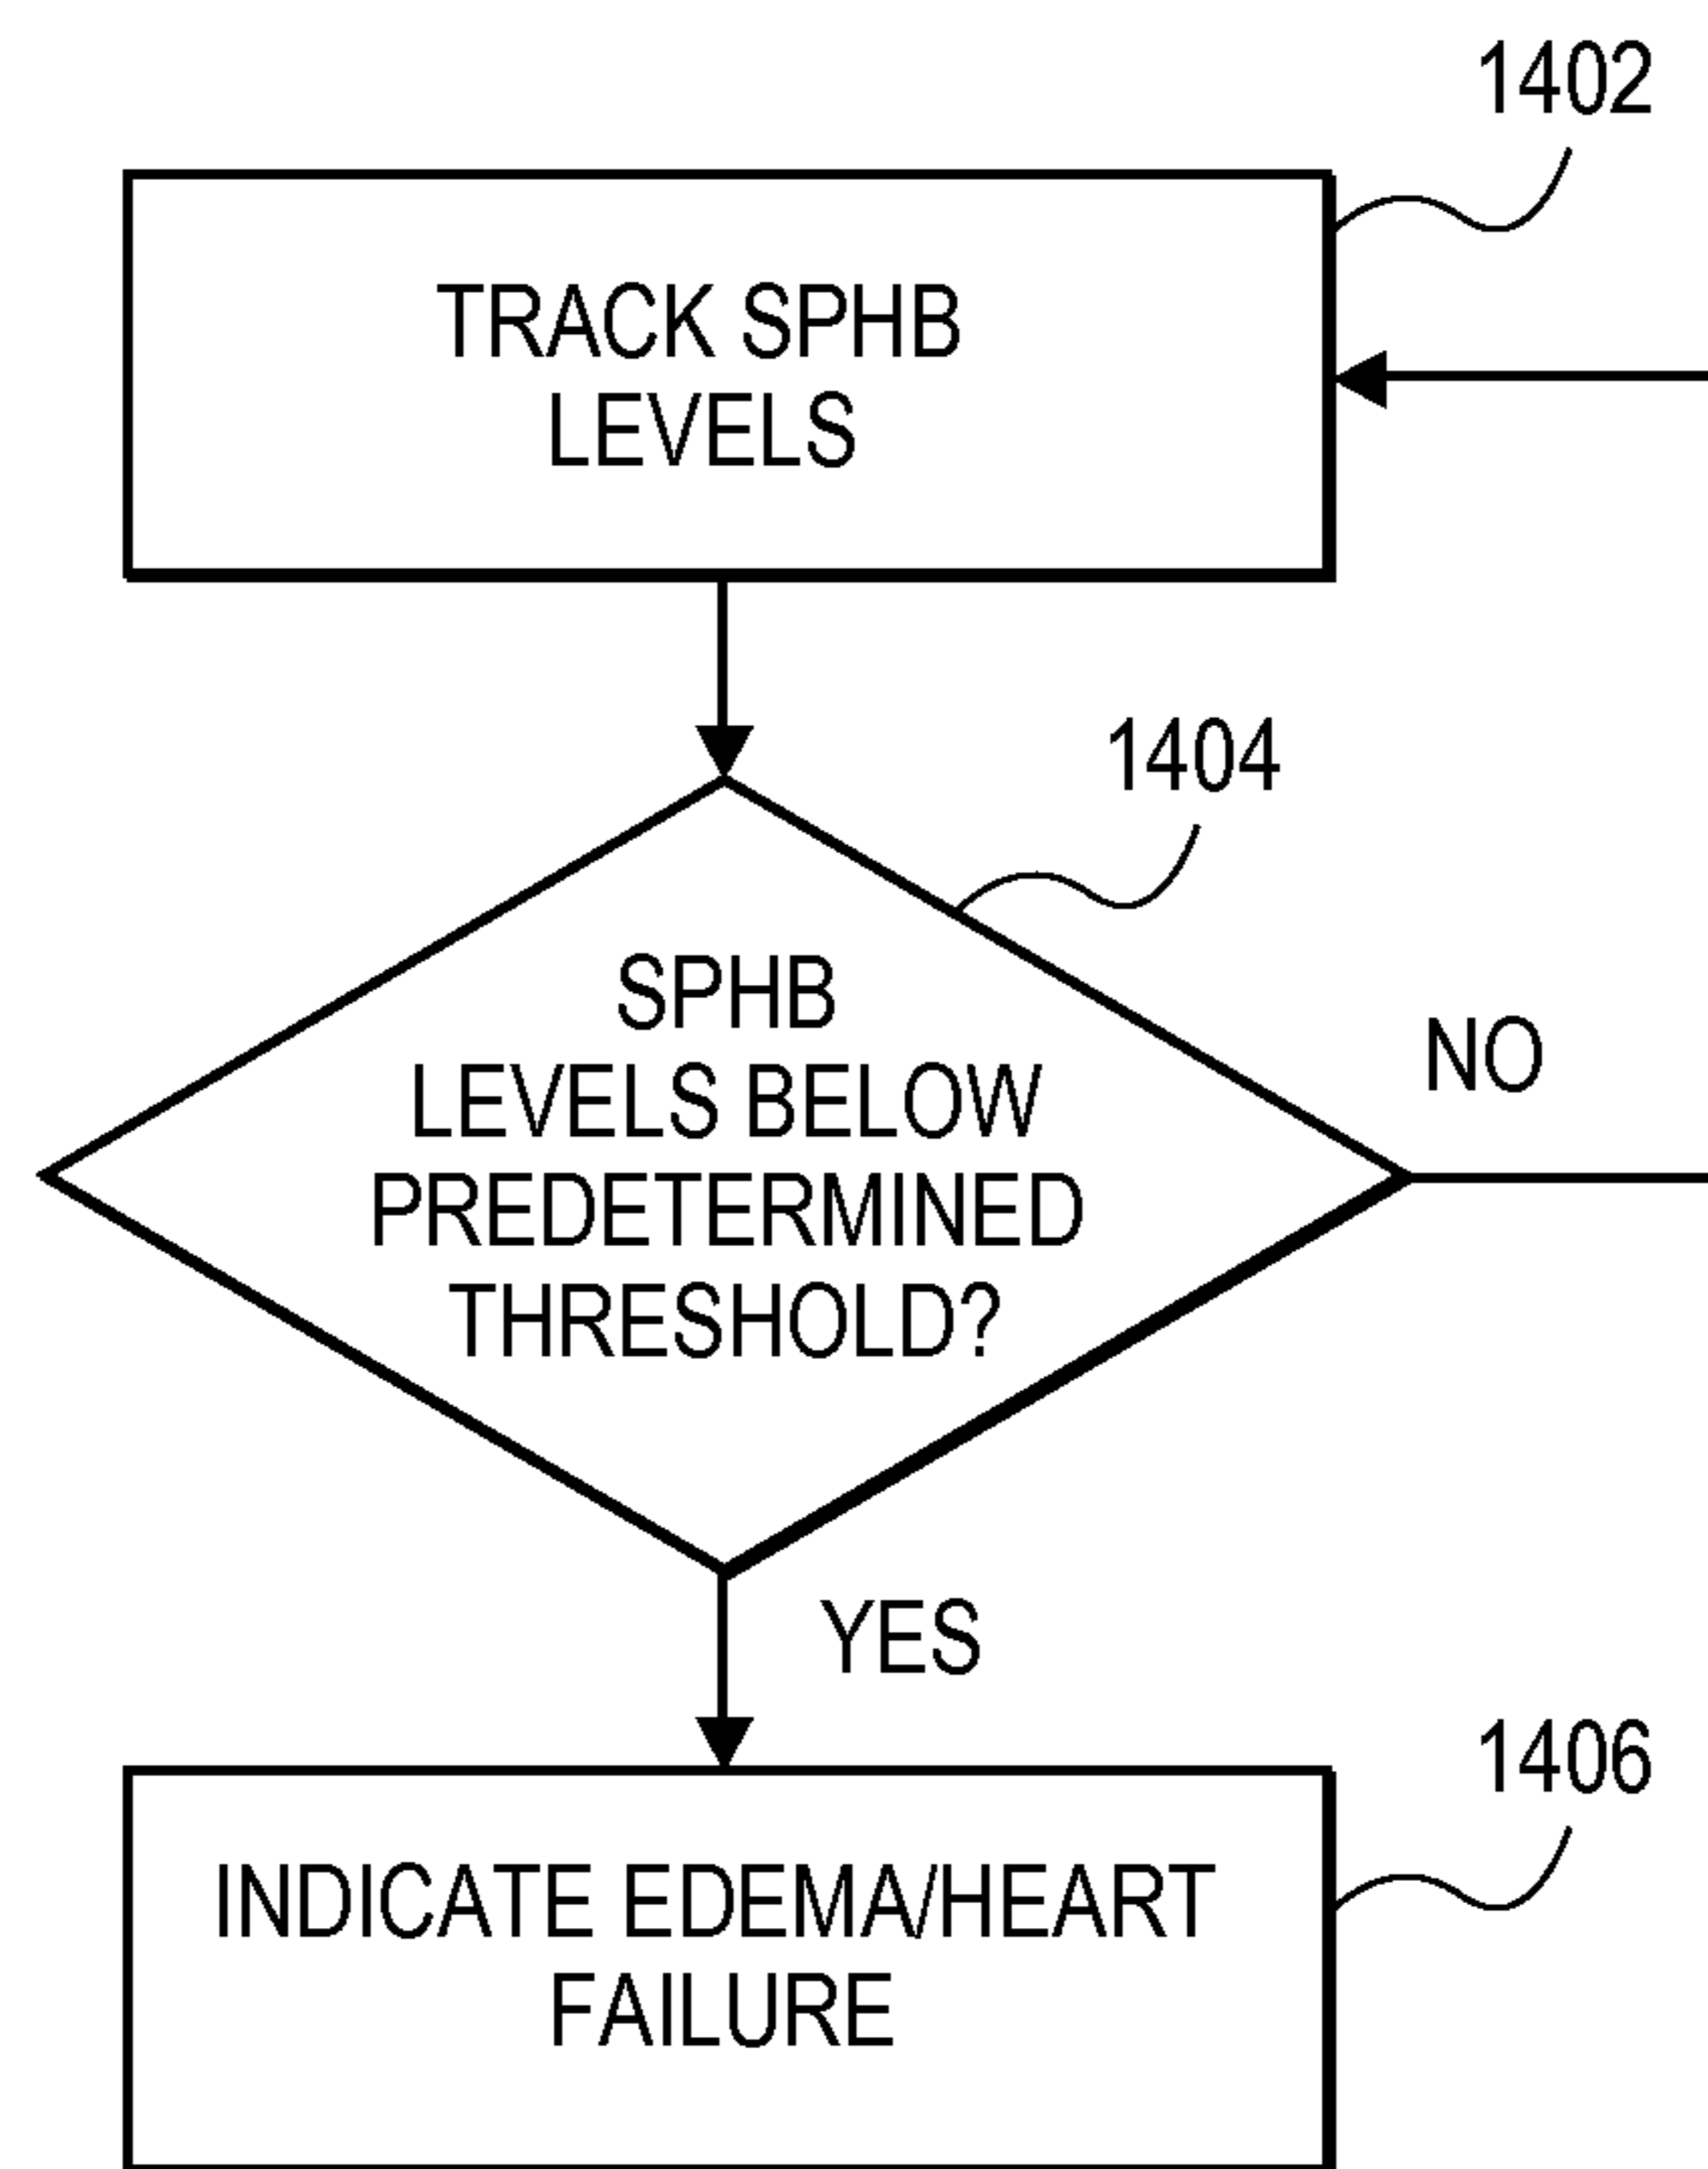 1402
TRACK SPHB
LEVELS
1404
SPHB
LEVELS BELOW
PREDETERMINED
THRESHOLD?
NO
YES
1406
INDICATE EDEMA/HEART
FAILURE